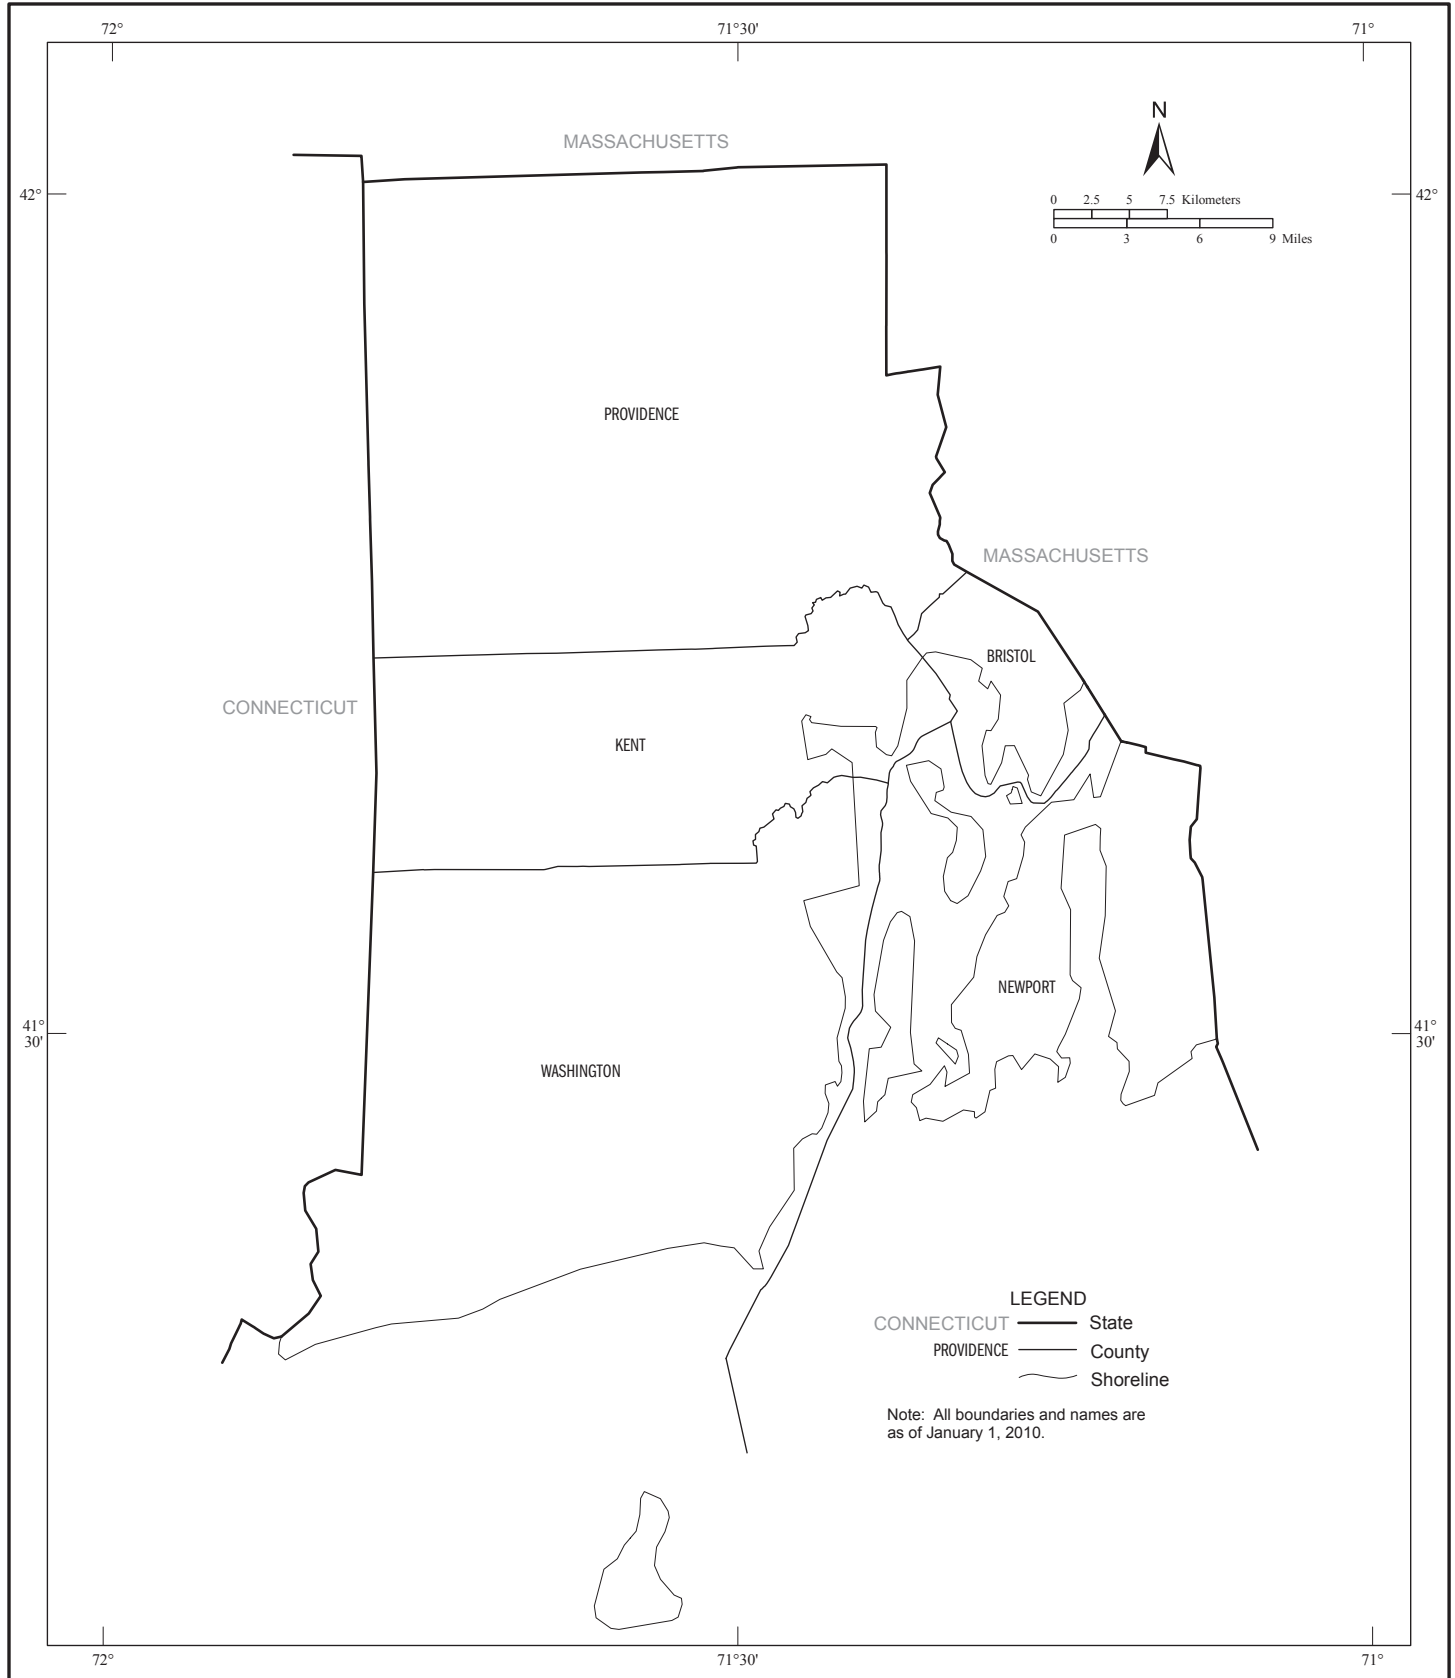 72°
71°30'
71°
MASSACHUSETTS
N
42°
42°
0 2.5 5 7.5 Kilometers
0 3 6 9 Miles
PROVIDENCE
MASSACHUSETTS
BRISTOL
CONNECTICUT
KENT
NEWPORT
41°
30'
41°
30'
WASHINGTON
LEGEND
CONNECTICUT State
PROVIDENCE County
Shoreline
Note: All boundaries and names are
as of January 1, 2010.
72°
71°30'
71°